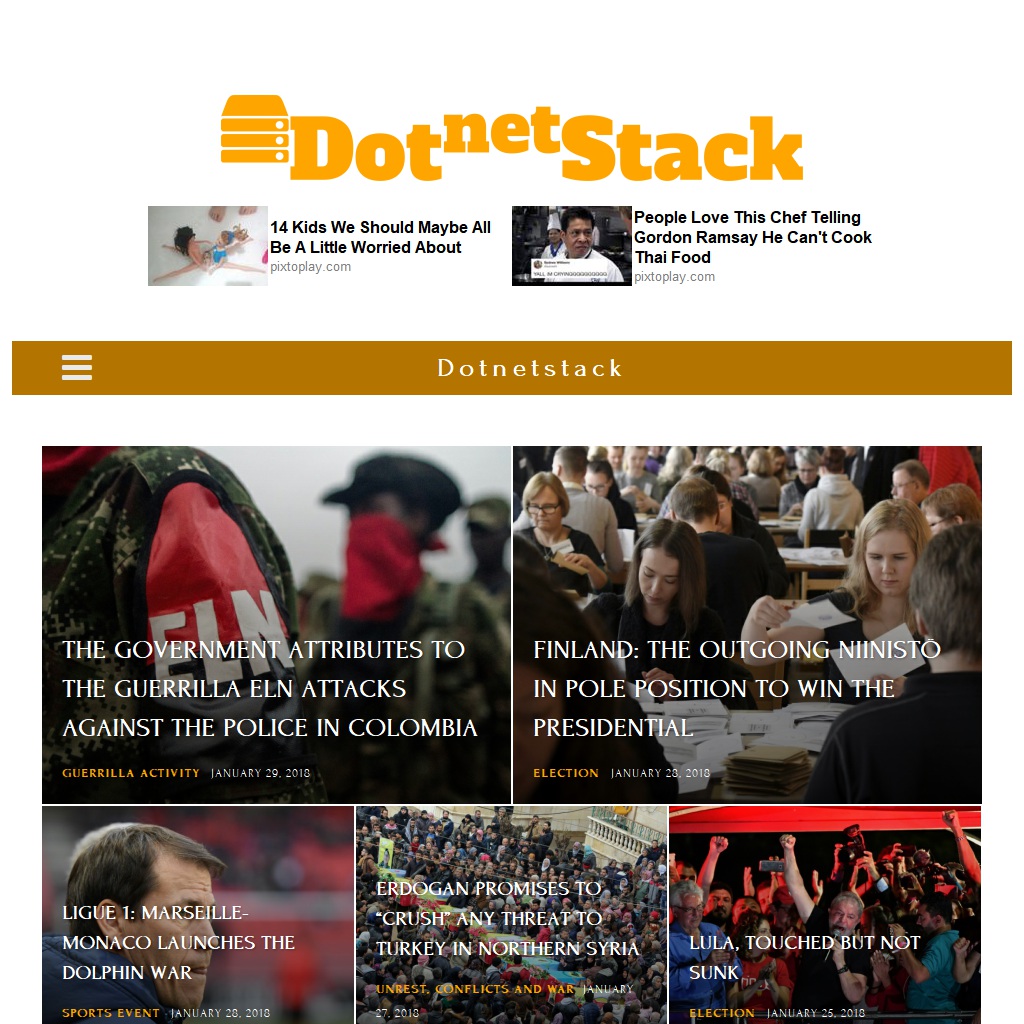 DotnetStack
14 Kids We Should Maybe All
Be A Little Worried About
pixtoplay.com
People Love This Chef Telling
Gordon Ramsay He Can't Cook
Thai Food
pixtoplay.com
Dotnetstack
ELN
THE GOVERNMENT ATTRIBUTES TO
THE GUERRILLA ELN ATTACKS
AGAINST THE POLICE IN COLOMBIA
GUERRILLA ACTIVITY JANUARY 29, 2018
FINLAND: THE OUTGOING NIINISTÖ
IN POLE POSITION TO WIN THE
PRESIDENTIAL
ELECTION JANUARY 28, 2018
LIGUE 1: MARSEILLE-
MONACO LAUNCHES THE
DOLPHIN WAR
SPORTS EVENT JANUARY 28, 2018
ERDOGAN PROMISES TO
“CRUSH” ANY THREAT TO
TURKEY IN NORTHERN SYRIA
UNREST, CONFLICTS AND WAR JANUARY
27, 2018
LULA, TOUCHED BUT NOT
SUNK
ELECTION JANUARY 25, 2018